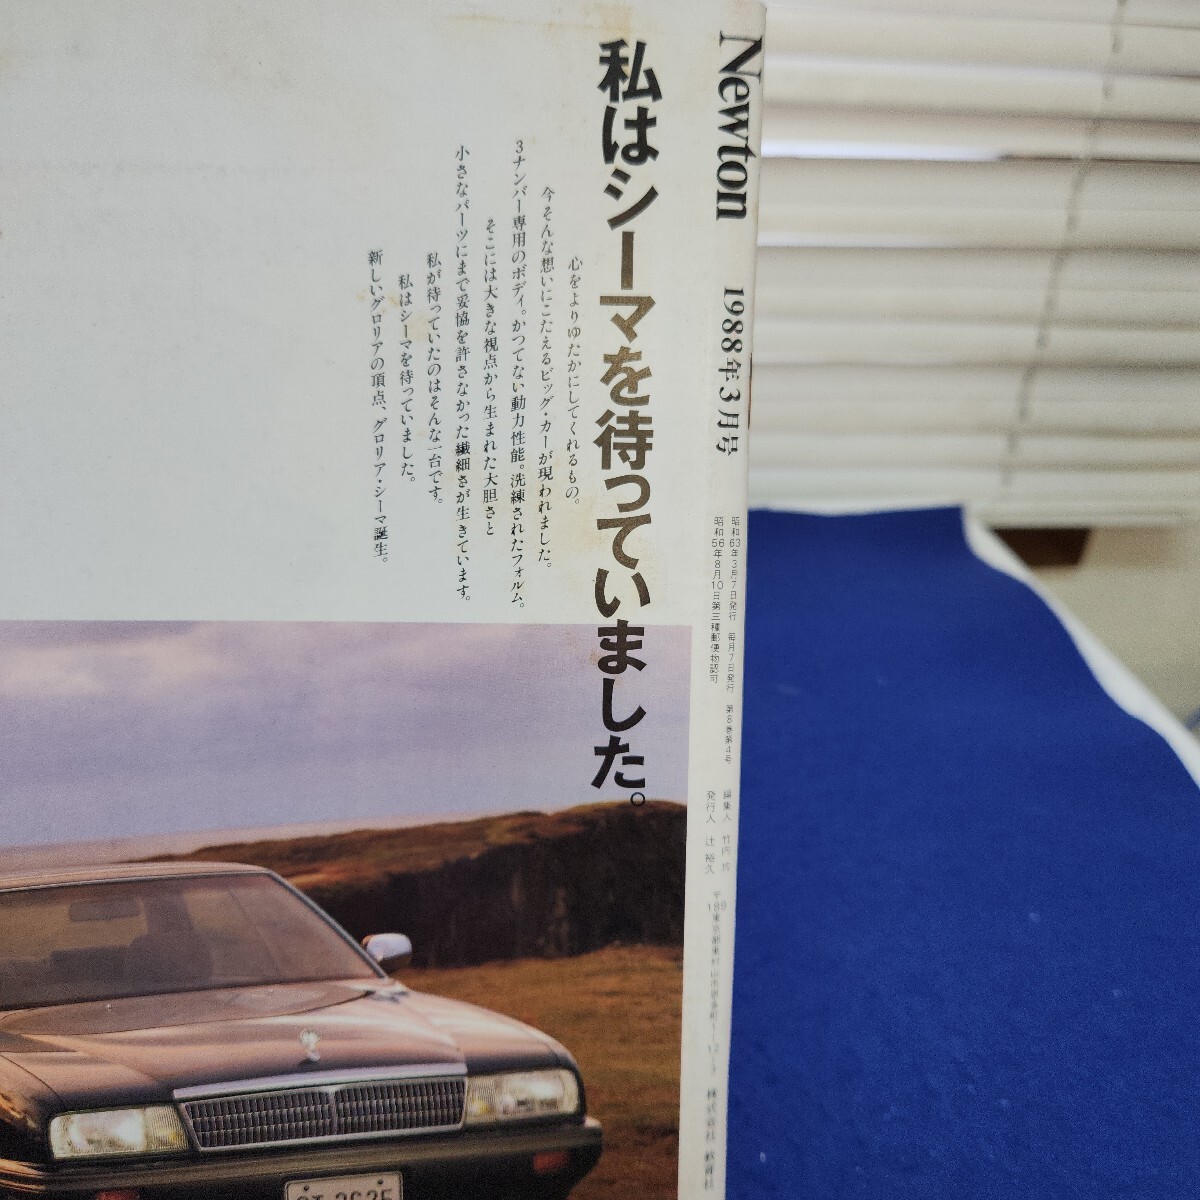 Newton 1988年3月号
昭和63年3月7日発行 毎月7日発行 第8巻第4号
昭和56年8月10日第三種郵便物認可
編集人 竹内 均
発行人 辻 裕久
株式会社 教育社
私はシーマを待っていました。
心をよりゆたかにしてくれるもの。
今そんな想いにこたえるビッグ・カーが現われました。
3ナンバー専用のボディ。かつてない動力性能。洗練されたフォルム。
そこには大きな視点から生まれた大胆さと
小さなパーツにまで妥協を許さなかった繊細さが生きています。
私が待っていたのはそんな一台です。
私はシーマを待っていました。
新しいグロリアの頂点、グロリア・シーマ誕生。